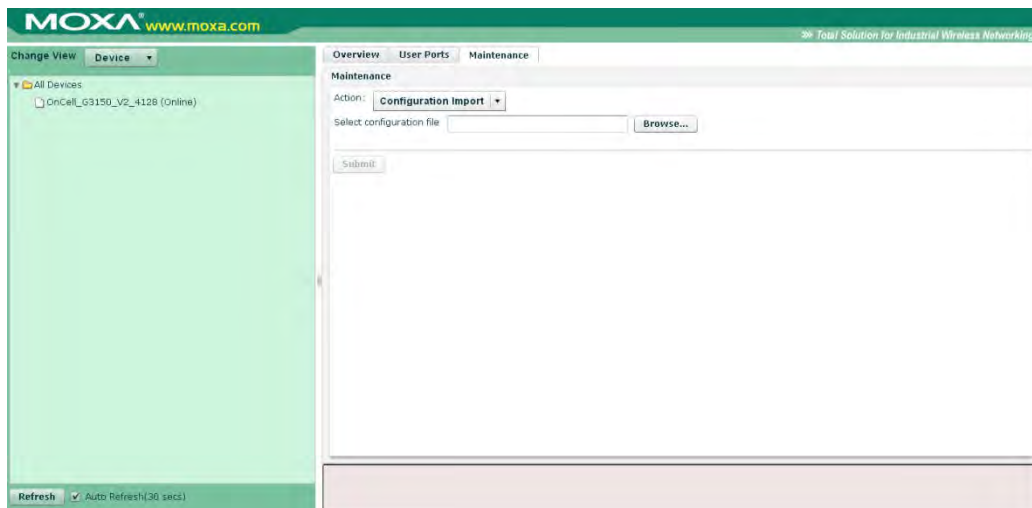 MOXA® www.moxa.com
>> Total Solution for Industrial Wireless Networking
Change View Device
All Devices
OnCell_G3150_V2_4128 (Online)
Refresh Auto Refresh(30 secs)
Overview User Ports Maintenance
Maintenance
Action: Configuration Import
Select configuration file Browse...
Submit